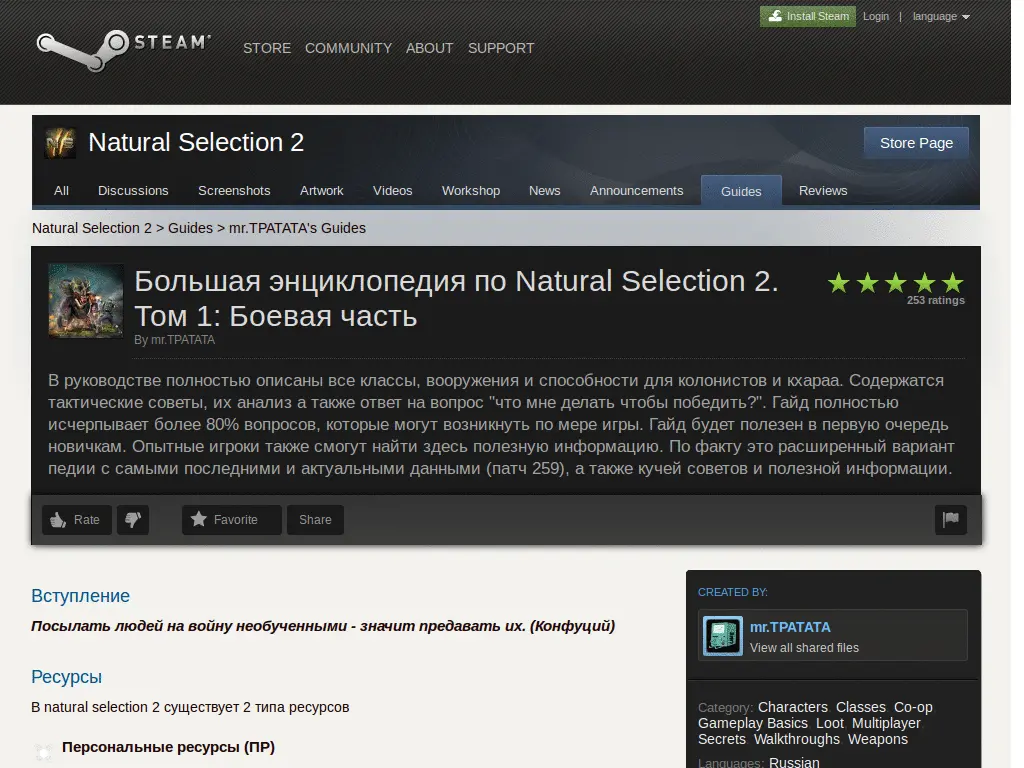 Install Steam
Login | language
STEAM
STORE COMMUNITY ABOUT SUPPORT
Natural Selection 2
Store Page
All Discussions Screenshots Artwork Videos Workshop News Announcements Guides Reviews
Natural Selection 2 > Guides > mr.TPATATA's Guides
Большая энциклопедия по Natural Selection 2.
Том 1: Боевая часть
253 ratings
By mr.TPATATA
В руководстве полностью описаны все классы, вооружения и способности для колонистов и кхараа. Содержатся
тактические советы, их анализ а также ответ на вопрос "что мне делать чтобы победить?". Гайд полностью
исчерпывает более 80% вопросов, которые могут возникнуть по мере игры. Гайд будет полезен в первую очередь
новичкам. Опытные игроки также смогут найти здесь полезную информацию. По факту это расширенный вариант
педии с самыми последними и актуальными данными (патч 259), а также кучей советов и полезной информации.
Rate Favorite Share
Вступление
Посылать людей на войну необученными - значит предавать их. (Конфуций)
Ресурсы
В natural selection 2 существует 2 типа ресурсов
Персональные ресурсы (ПР)
CREATED BY:
mr.TPATATA
View all shared files
Category: Characters, Classes, Co-op,
Gameplay Basics, Loot, Multiplayer,
Secrets, Walkthroughs, Weapons
Languages: Russian